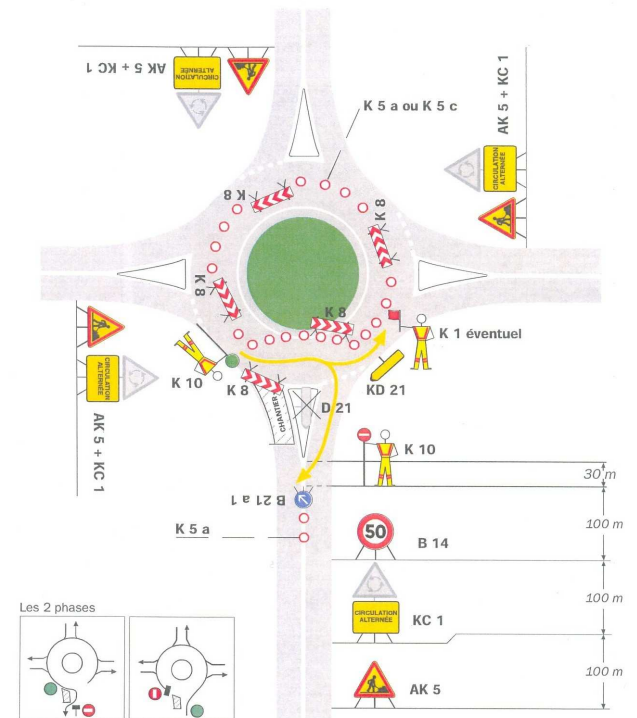 AK 5 + KC 1
CIRCULATION
ALTERNÉE
K 5 a ou K 5 c
AK 5 + KC 1
CIRCULATION
ALTERNÉE
K 8
K 8
K 8
K 8
K 1 éventuel
CIRCULATION
ALTERNÉE
AK 5 + KC 1
K 10
K 8
KD 21
CHANTIER
D 21
K 10
30 m
B 21 a 1
100 m
K 5 a
50
B 14
100 m
CIRCULATION
ALTERNÉE
KC 1
Les 2 phases
100 m
AK 5